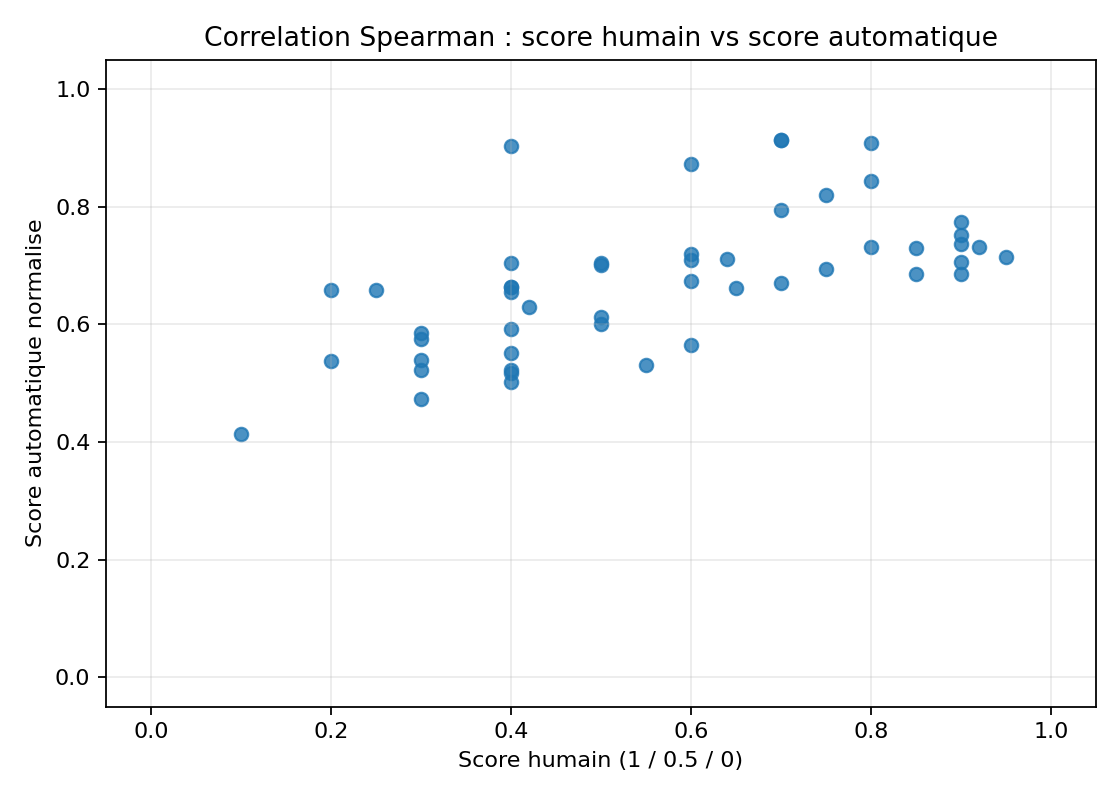 Correlation Spearman : score humain vs score automatique
Score automatique normalise
1.0
0.8
0.6
0.4
0.2
0.0
0.0 0.2 0.4 0.6 0.8 1.0
Score humain (1 / 0.5 / 0)